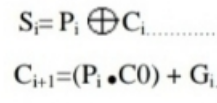 Sᵢ= Pᵢ ⊕ Cᵢ..............
Cᵢ₊₁=(Pᵢ •C0) + Gᵢ.